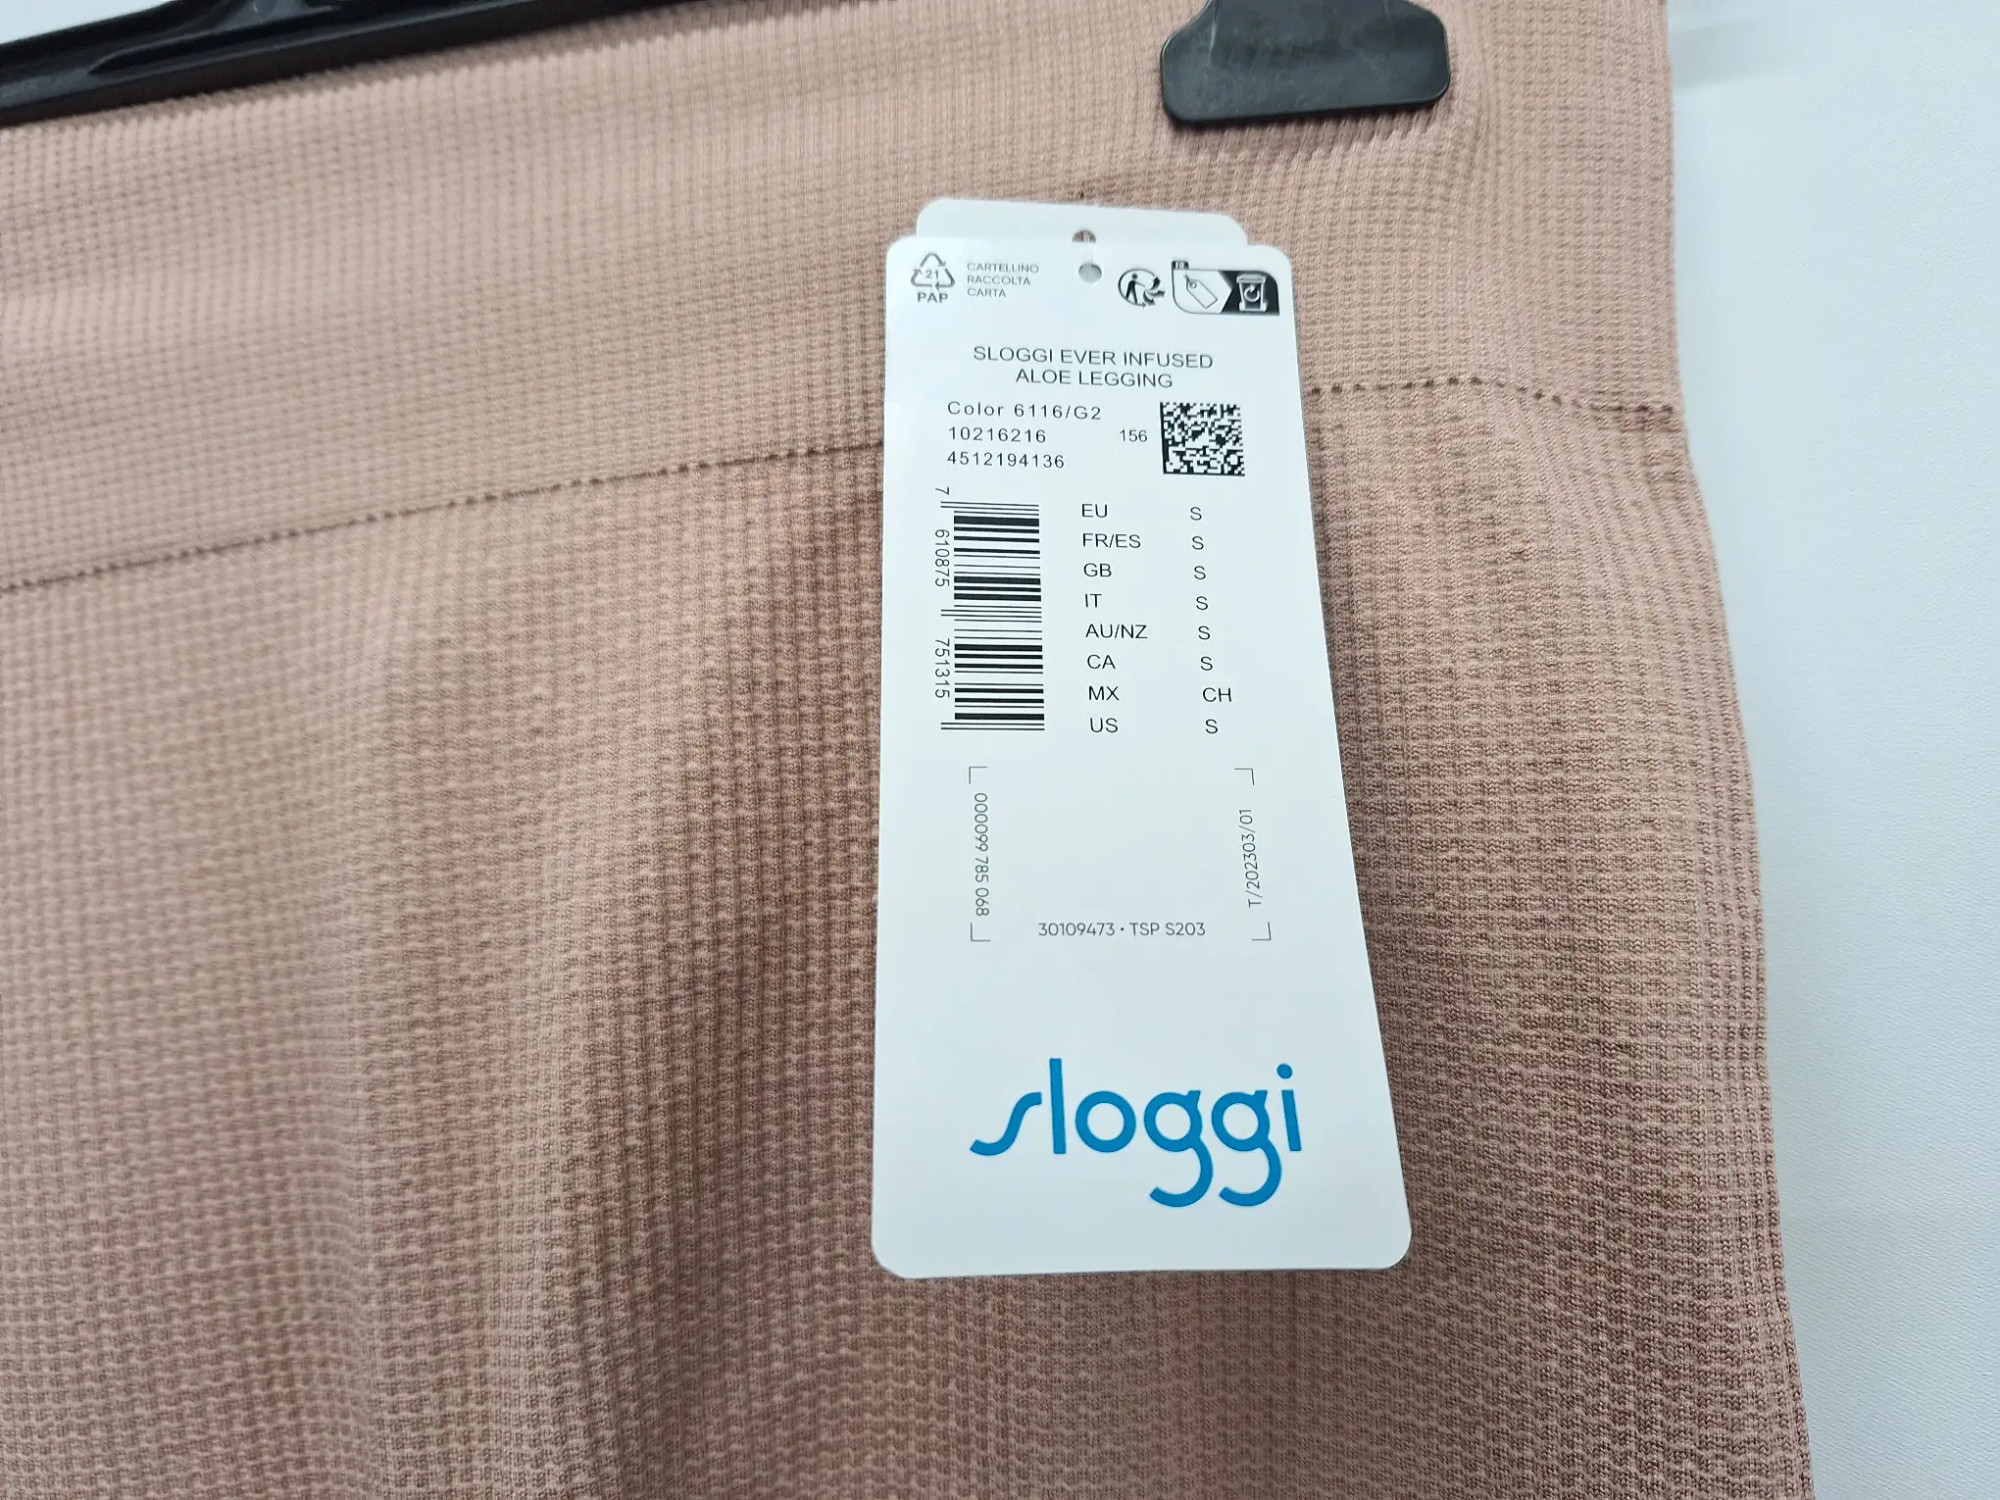 21
PAP
CARTELLINO
RACCOLTA
CARTA
FR
SLOGGI EVER INFUSED
ALOE LEGGING
Color 6116/G2
10216216 156
4512194136
7 610875 751315
EU S
FR/ES S
GB S
IT S
AU/NZ S
CA S
MX CH
US S
000099 785 068
T/202303/01
30109473 • TSP S203
sloggi